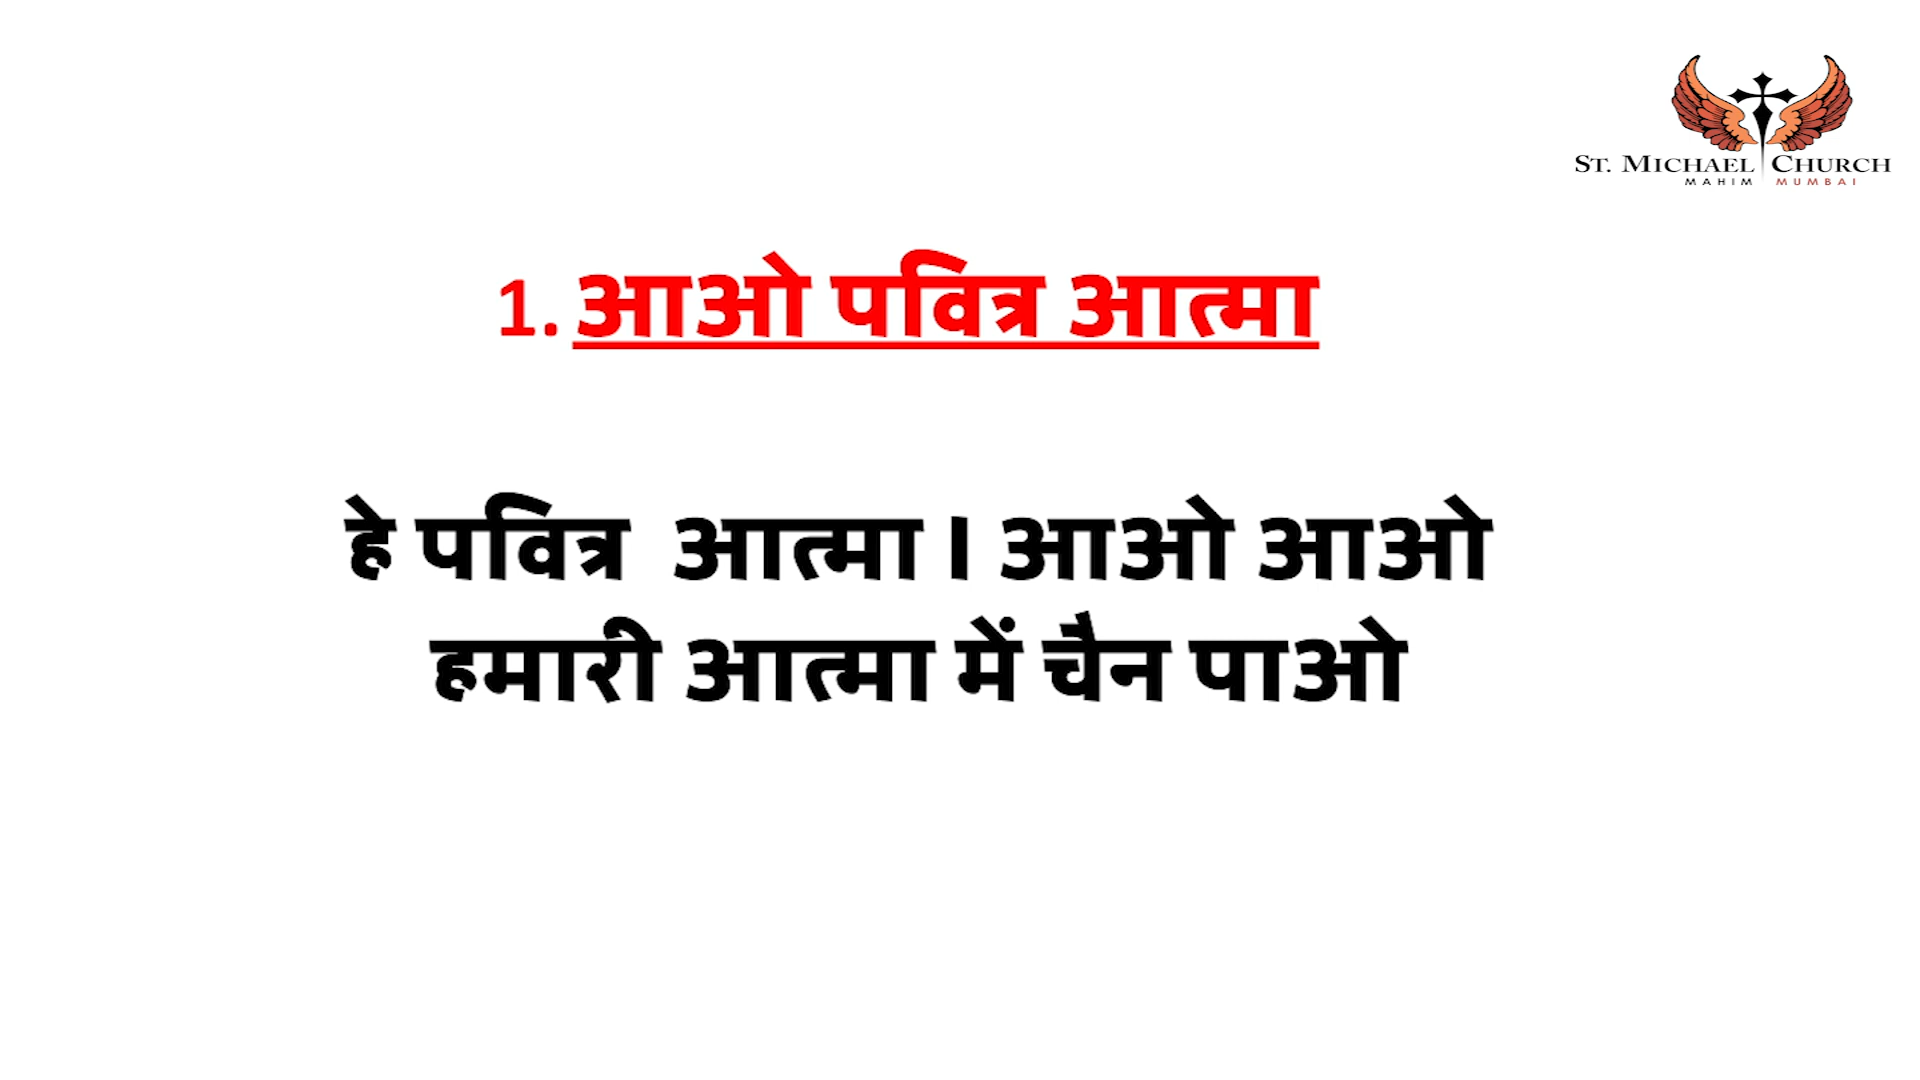 ST. MICHAEL CHURCH
MAHIM MUMBAI
1. आओ पवित्र आत्मा
हे पवित्र आत्मा । आओ आओ
हमारी आत्मा में चैन पाओ